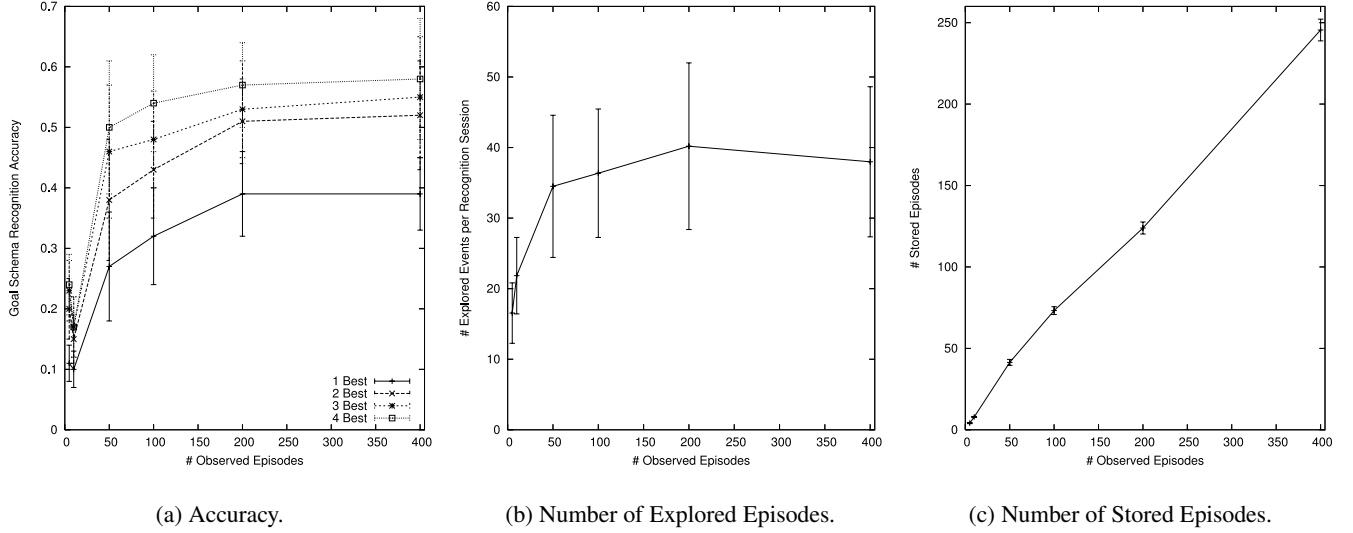 0.7
0.6
0.5
0.4
0.3
0.2
0.1
0
Goal Schema Recognition Accuracy
1 Best
2 Best
3 Best
4 Best
0 50 100 150 200 250 300 350 400
# Observed Episodes
(a) Accuracy.
60
50
40
30
20
10
0
# Explored Events per Recognition Session
0 50 100 150 200 250 300 350 400
# Observed Episodes
(b) Number of Explored Episodes.
250
200
150
100
50
0
# Stored Episodes
0 50 100 150 200 250 300 350 400
# Observed Episodes
(c) Number of Stored Episodes.